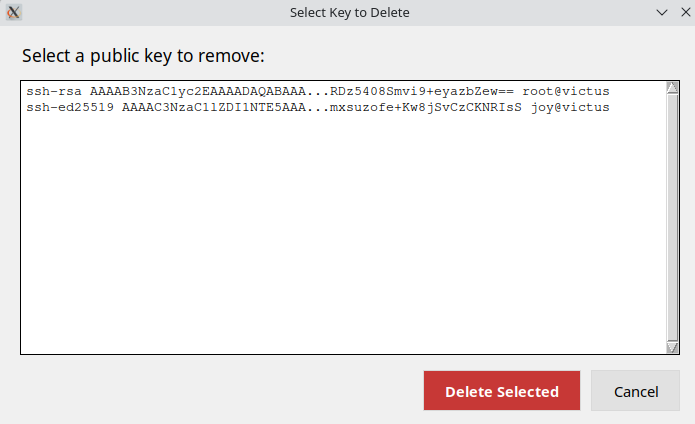 Select Key to Delete
Select a public key to remove:
ssh-rsa AAAAB3NzaC1yc2EAAAADAQABAAA...RDz5408Smvi9+eyazbZew== root@victus
ssh-ed25519 AAAAC3NzaC1lZDI1NTE5AAA...mxsuzofe+Kw8jSvCzCKNRIsS joy@victus
Delete Selected
Cancel